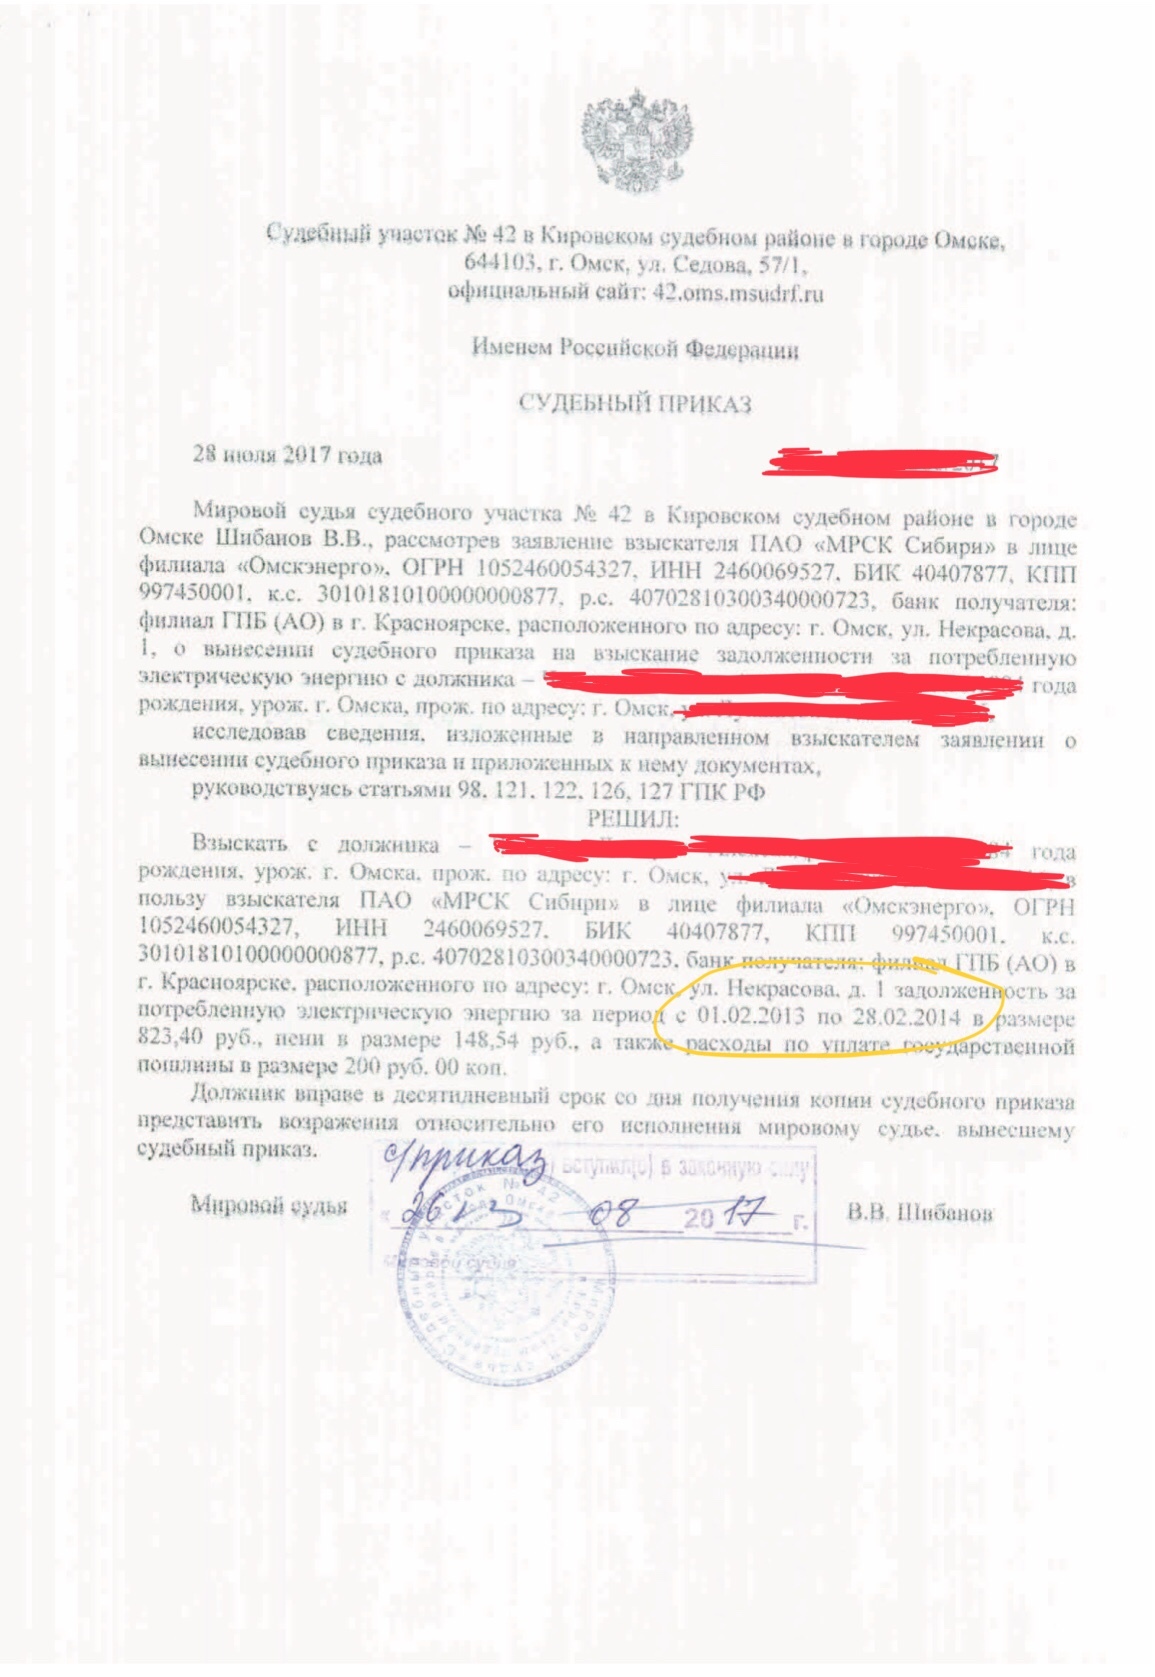 Судебный участок № 42 в Кировском судебном районе в городе Омске,
644103, г. Омск, ул. Седова, 57/1,
официальный сайт: 42.oms.msudrf.ru
Именем Российской Федерации
СУДЕБНЫЙ ПРИКАЗ
28 июля 2017 года
Мировой судья судебного участка № 42 в Кировском судебном районе в городе
Омске Шибанов В.В., рассмотрев заявление взыскателя ПАО «МРСК Сибири» в лице
филиала «Омскэнерго», ОГРН 1052460054327, ИНН 2460069527, БИК 40407877, КПП
997450001, к.с. 30101810100000000877, р.с. 40702810300340000723, банк получателя:
филиал ГПБ (АО) в г. Красноярске, расположенного по адресу: г. Омск, ул. Некрасова, д.
1, о вынесении судебного приказа на взыскание задолженности за потребленную
электрическую энергию с должника – года
рождения, урож. г. Омска, прож. по адресу: г. Омск,
исследовав сведения, изложенные в направленном взыскателем заявлении о
вынесении судебного приказа и приложенных к нему документах,
руководствуясь статьями 98, 121, 122, 126, 127 ГПК РФ
РЕШИЛ:
Взыскать с должника – года
рождения, урож. г. Омска, прож. по адресу: г. Омск, ул. в
пользу взыскателя ПАО «МРСК Сибири» в лице филиала «Омскэнерго», ОГРН
1052460054327, ИНН 2460069527, БИК 40407877, КПП 997450001, к.с.
30101810100000000877, р.с. 40702810300340000723, банк получателя: филиал ГПБ (АО) в
г. Красноярске, расположенного по адресу: г. Омск, ул. Некрасова, д. 1 задолженность за
потребленную электрическую энергию за период с 01.02.2013 по 28.02.2014 в размере
823,40 руб., пени в размере 148,54 руб., а также расходы по уплате государственной
пошлины в размере 200 руб. 00 коп.
Должник вправе в десятидневный срок со дня получения копии судебного приказа
представить возражения относительно его исполнения мировому судье, вынесшему
судебный приказ.
с/приказ вступил(о) в законную силу
Мировой судья
26 08 2017 г.
В.В. Шибанов